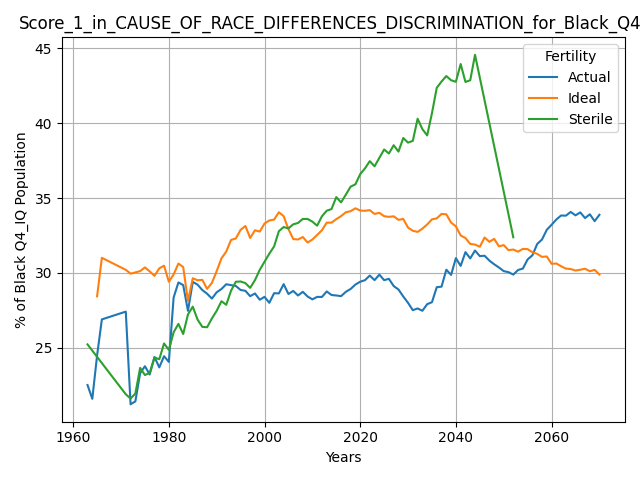 Score_1_in_CAUSE_OF_RACE_DIFFERENCES_DISCRIMINATION_for_Black_Q4
% of Black Q4_IQ Population
45
40
35
30
25
Fertility
Actual
Ideal
Sterile
1960 1980 2000 2020 2040 2060
Years